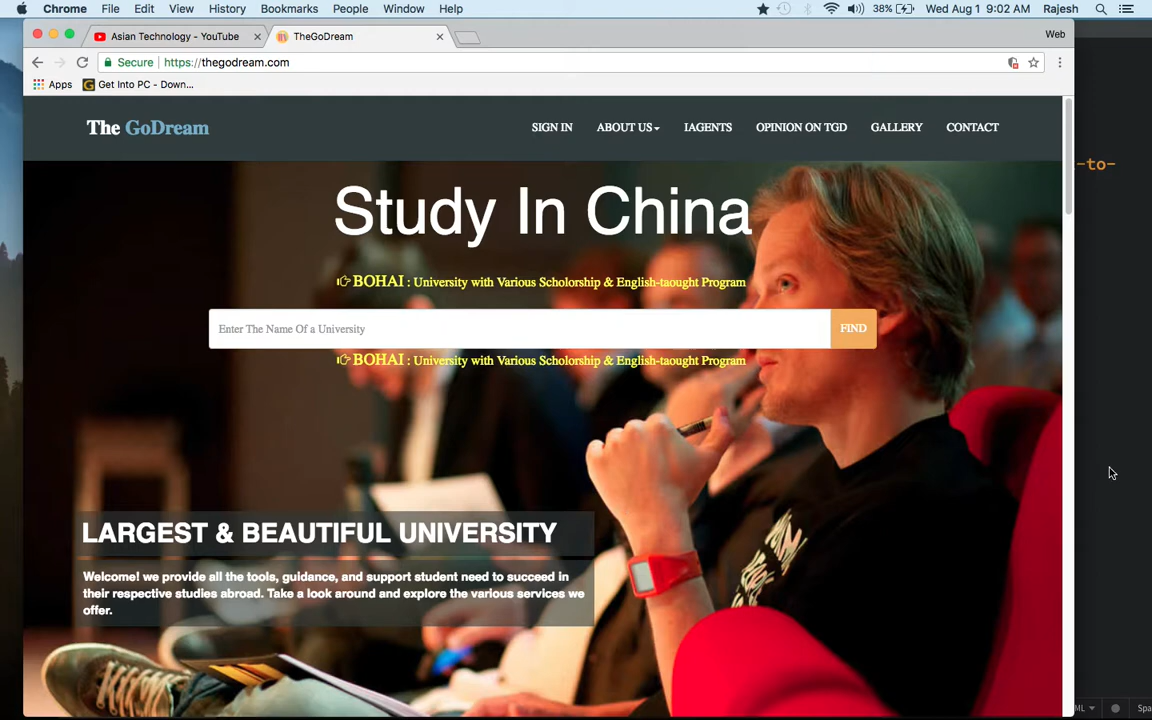 Chrome File Edit View History Bookmarks People Window Help 38% Wed Aug 1 9:02 AM Rajesh
Asian Technology - YouTube TheGoDream Web
Secure https://thegodream.com
Apps Get Into PC - Down...
The GoDream SIGN IN ABOUT US IAGENTS OPINION ON TGD GALLERY CONTACT
-to-
Study In China
BOHAI : University with Various Scholorship & English-taought Program
Enter The Name Of a University FIND
BOHAI : University with Various Scholorship & English-taought Program
LARGEST & BEAUTIFUL UNIVERSITY
Welcome! we provide all the tools, guidance, and support student need to succeed in
their respective studies abroad. Take a look around and explore the various services we
offer.
ML Spa